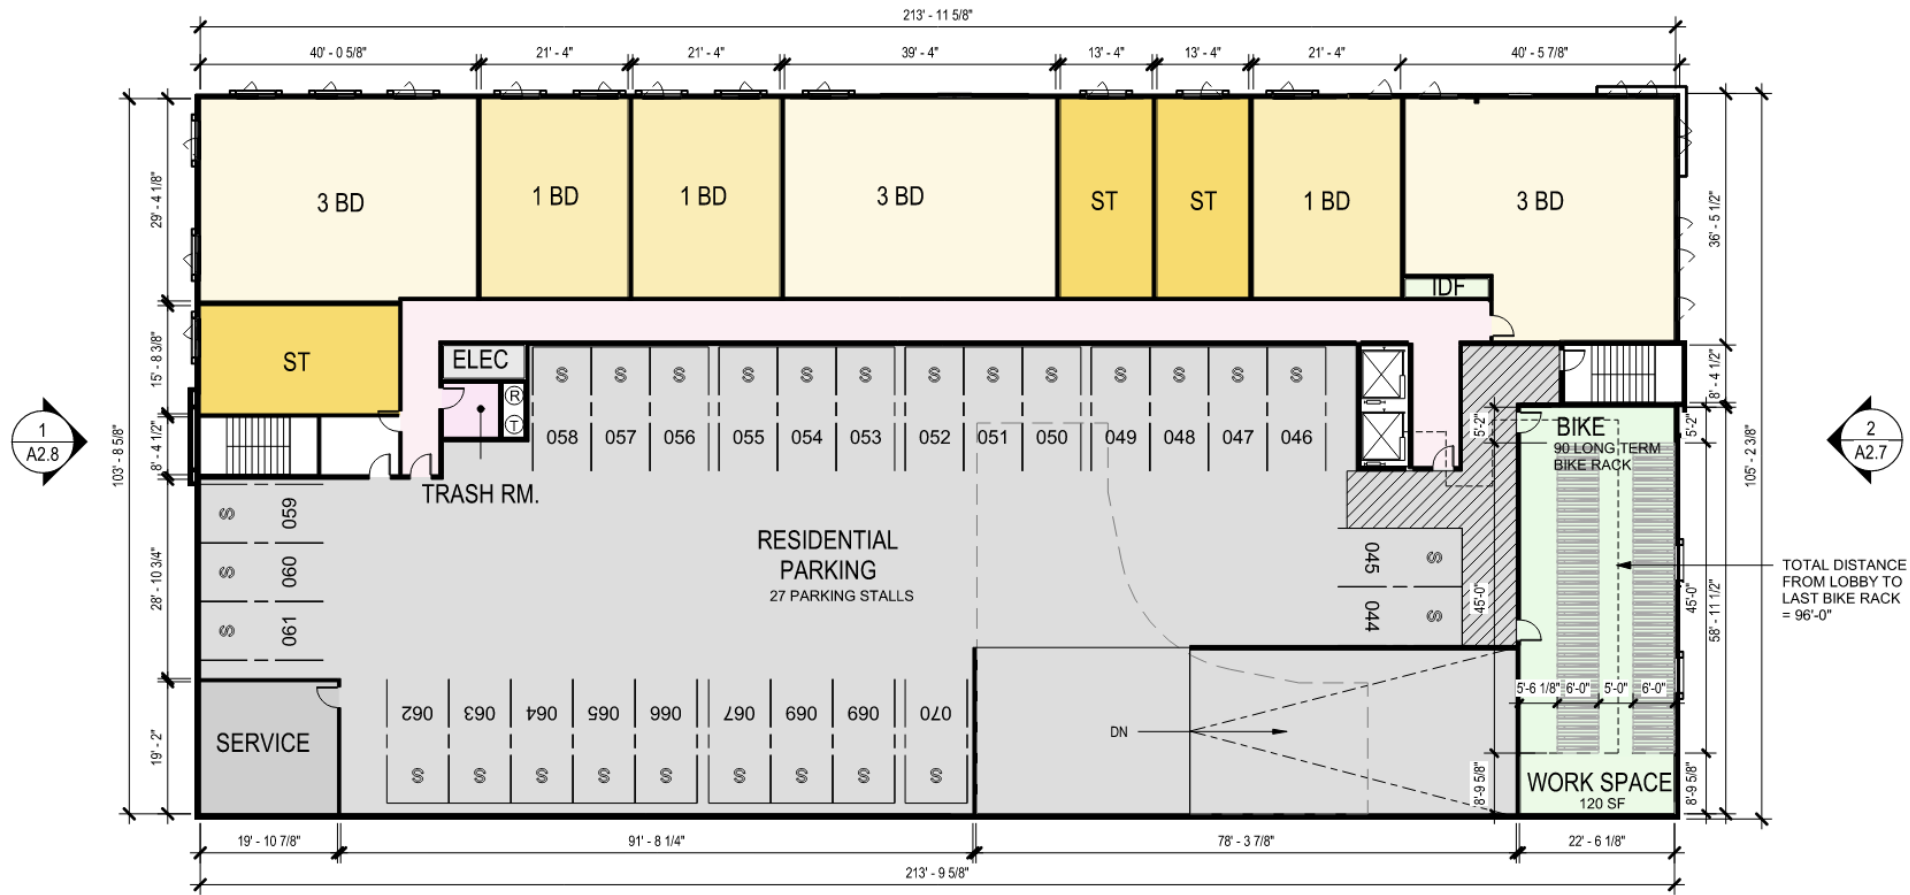 213' - 11 5/8"
40' - 0 5/8"
21' - 4"
21' - 4"
39' - 4"
13' - 4"
13' - 4"
21' - 4"
40' - 5 7/8"
3 BD
1 BD
1 BD
3 BD
ST
ST
1 BD
3 BD
29' - 4 1/8"
36' - 5 1/2"
IDF
ST
ELEC
15' - 8 3/8"
8' - 4 1/2"
R
T
S
S
S
S
S
S
S
S
S
S
S
S
S
058
057
056
055
054
053
052
051
050
049
048
047
046
1
A2.8
103' - 8 5/8"
8' - 4 1/2"
5'-2"
BIKE
90 LONG TERM
BIKE RACK
5'-2"
105' - 2 3/8"
2
A2.7
TRASH RM.
S
059
S
060
S
061
28' - 10 3/4"
RESIDENTIAL
PARKING
27 PARKING STALLS
045
S
044
S
45'-0"
45'-0"
58' - 11 1/2"
TOTAL DISTANCE
FROM LOBBY TO
LAST BIKE RACK
= 96'-0"
5'-6 1/8"
6'-0"
5'-0"
6'-0"
19' - 2"
SERVICE
062
063
064
065
066
067
069
069
070
S
S
S
S
S
S
S
S
S
DN
8'-9 5/8"
WORK SPACE
120 SF
8'-9 5/8"
19' - 10 7/8"
91' - 8 1/4"
78' - 3 7/8"
22' - 6 1/8"
213' - 9 5/8"